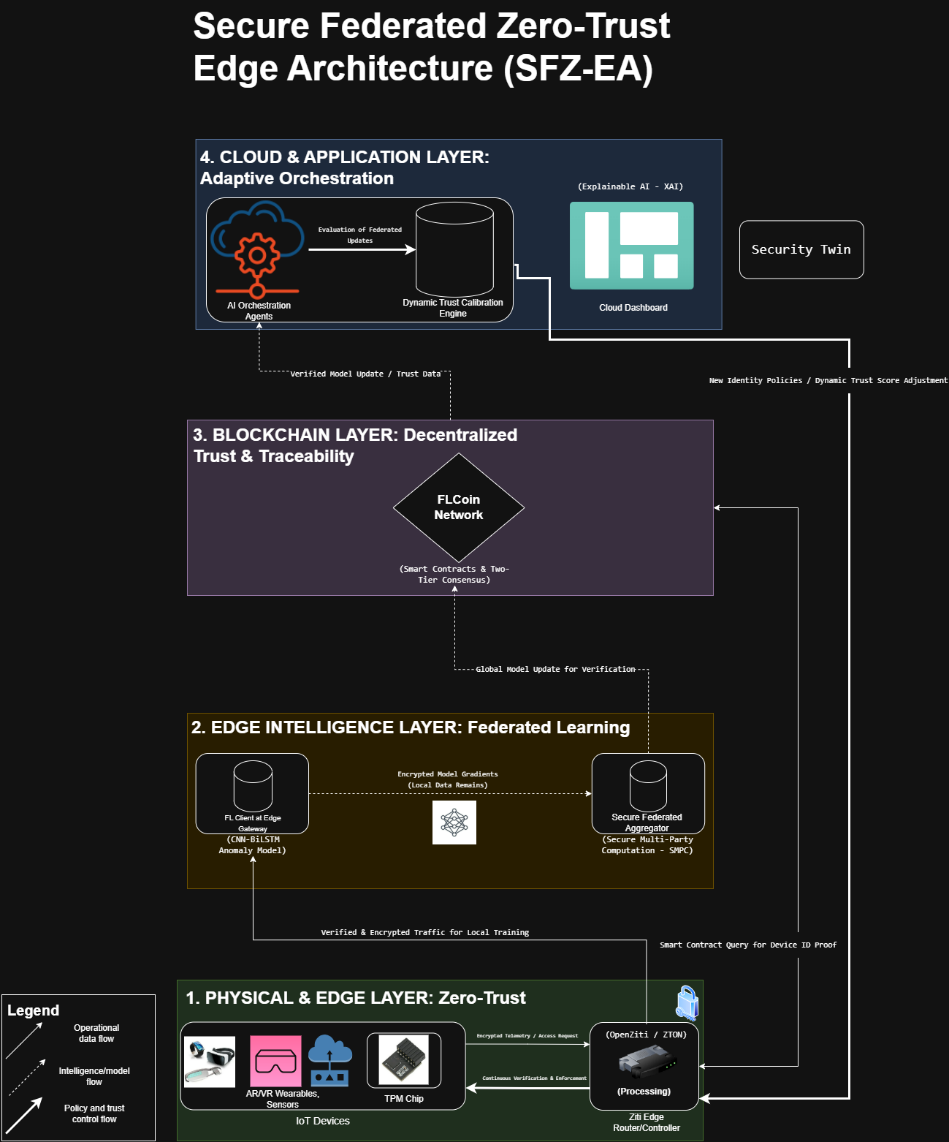 Secure Federated Zero-Trust
Edge Architecture (SFZ-EA)
4. CLOUD & APPLICATION LAYER:
Adaptive Orchestration
(Explainable AI - XAI)
Evaluation of Federated
Updates
AI Orchestration
Agents
Dynamic Trust Calibration
Engine
Cloud Dashboard
Security Twin
Verified Model Update / Trust Data
New Identity Policies / Dynamic Trust Score Adjustment
3. BLOCKCHAIN LAYER: Decentralized
Trust & Traceability
FLCoin
Network
(Smart Contracts & Two-
Tier Consensus)
Global Model Update for Verification
2. EDGE INTELLIGENCE LAYER: Federated Learning
Encrypted Model Gradients
(Local Data Remains)
FL Client at Edge
Gateway
(CNN-BiLSTM
Anomaly Model)
Secure Federated
Aggregator
(Secure Multi-Party
Computation - SMPC)
Verified & Encrypted Traffic for Local Training
Smart Contract Query for Device ID Proof
1. PHYSICAL & EDGE LAYER: Zero-Trust
Encrypted Telemetry / Access Request
Continuous Verification & Enforcement
AR/VR Wearables,
Sensors
TPM Chip
IoT Devices
(OpenZiti / ZTON)
(Processing)
Ziti Edge
Router/Controller
Legend
Operational
data flow
Intelligence/model
flow
Policy and trust
control flow